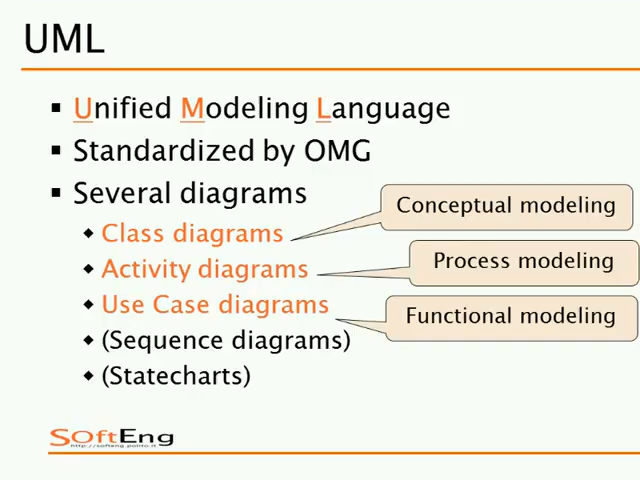 UML
▪ Unified Modeling Language
▪ Standardized by OMG
▪ Several diagrams
◆ Class diagrams
Conceptual modeling
◆ Activity diagrams
Process modeling
◆ Use Case diagrams
Functional modeling
◆ (Sequence diagrams)
◆ (Statecharts)
SOftEng
http://softeng.polito.it